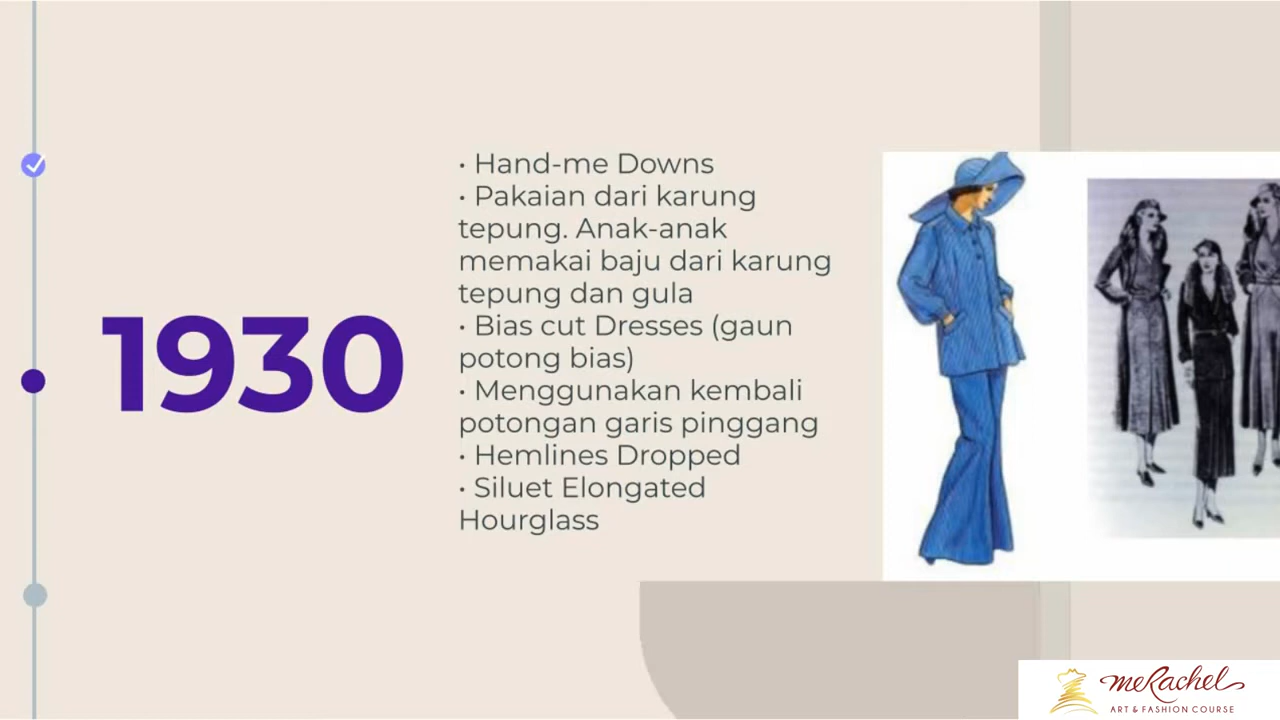 1930
• Hand-me Downs
• Pakaian dari karung
tepung. Anak-anak
memakai baju dari karung
tepung dan gula
• Bias cut Dresses (gaun
potong bias)
• Menggunakan kembali
potongan garis pinggang
• Hemlines Dropped
• Siluet Elongated
Hourglass
meRachel
ART & FASHION COURSE